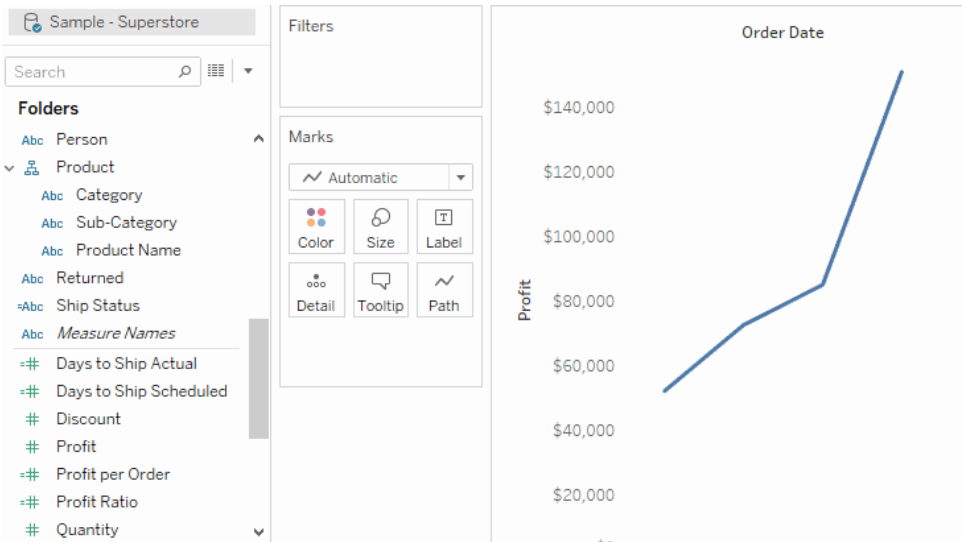 Sample - Superstore
Search
Folders
Abc Person
Product
Abc Category
Abc Sub-Category
Abc Product Name
Abc Returned
=Abc Ship Status
Abc Measure Names
=# Days to Ship Actual
=# Days to Ship Scheduled
# Discount
# Profit
=# Profit per Order
=# Profit Ratio
# Quantity
Filters
Marks
Automatic
Color Size T Label
Detail Tooltip Path
Order Date
Profit
$140,000
$120,000
$100,000
$80,000
$60,000
$40,000
$20,000